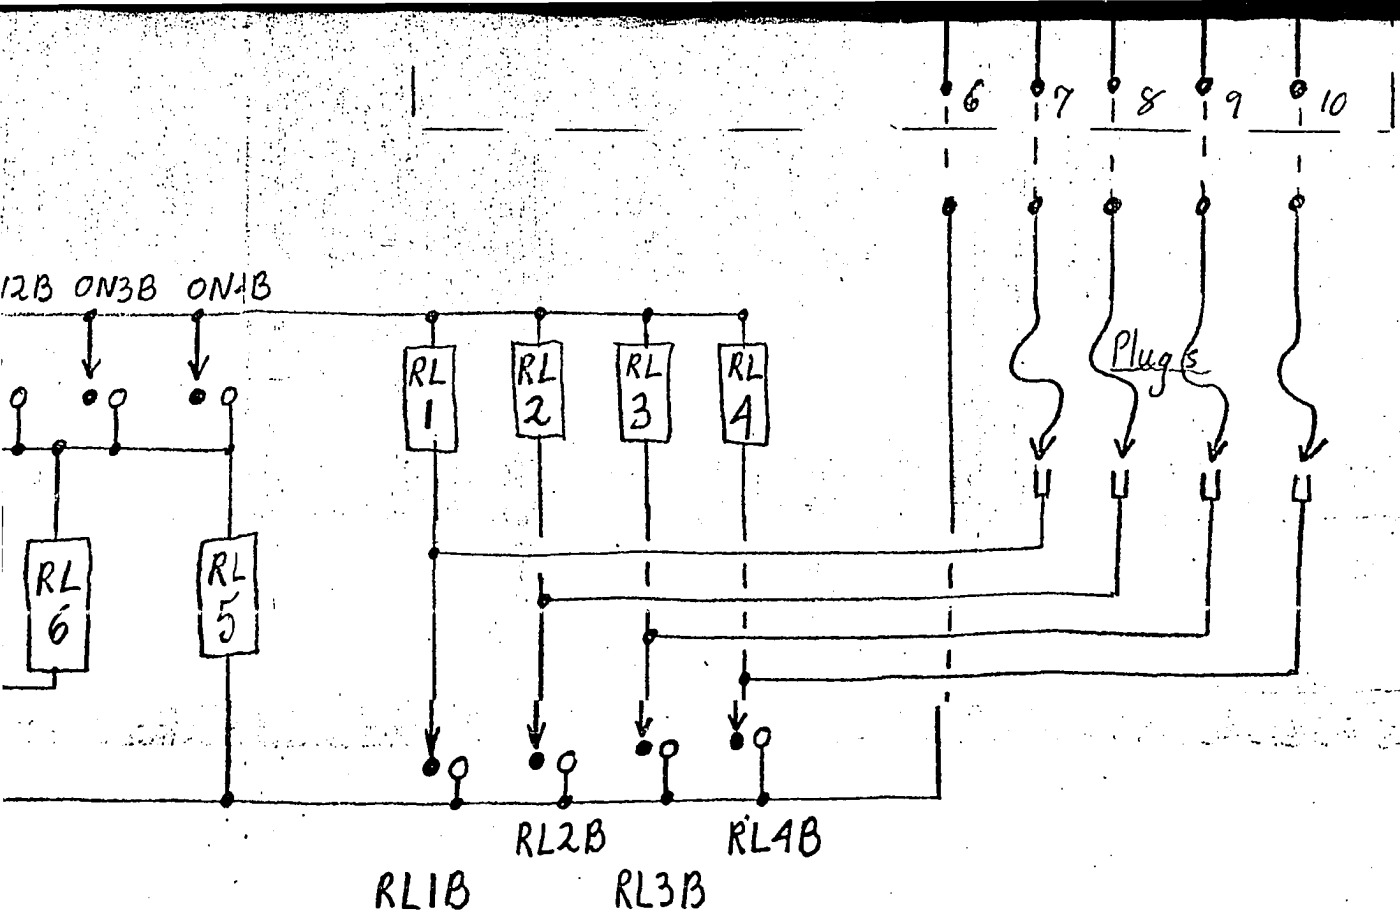 6 7 8 9 10
12B ON3B ON4B
RL 1
RL 2
RL 3
RL 4
Plugs
RL 6
RL 5
RL2B RL4B
RL1B RL3B